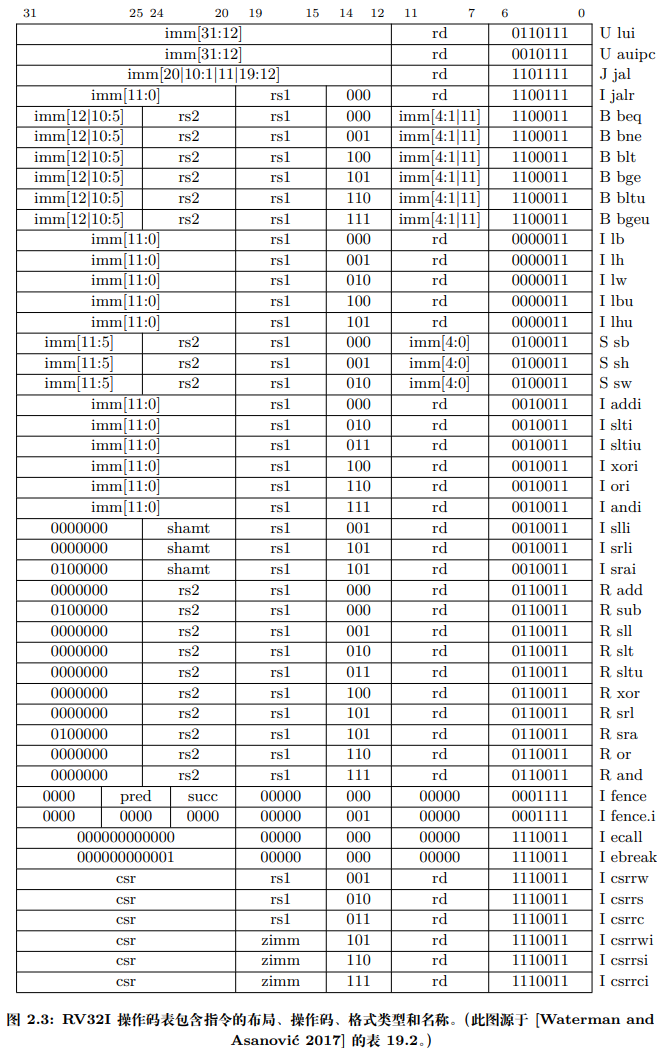 31 25 24 20 19 15 14 12 11 7 6 0
imm[31:12] rd 0110111 U lui
imm[31:12] rd 0010111 U auipc
imm[20|10:1|11|19:12] rd 1101111 J jal
imm[11:0] rs1 000 rd 1100111 I jalr
imm[12|10:5] rs2 rs1 000 imm[4:1|11] 1100011 B beq
imm[12|10:5] rs2 rs1 001 imm[4:1|11] 1100011 B bne
imm[12|10:5] rs2 rs1 100 imm[4:1|11] 1100011 B blt
imm[12|10:5] rs2 rs1 101 imm[4:1|11] 1100011 B bge
imm[12|10:5] rs2 rs1 110 imm[4:1|11] 1100011 B bltu
imm[12|10:5] rs2 rs1 111 imm[4:1|11] 1100011 B bgeu
imm[11:0] rs1 000 rd 0000011 I lb
imm[11:0] rs1 001 rd 0000011 I lh
imm[11:0] rs1 010 rd 0000011 I lw
imm[11:0] rs1 100 rd 0000011 I lbu
imm[11:0] rs1 101 rd 0000011 I lhu
imm[11:5] rs2 rs1 000 imm[4:0] 0100011 S sb
imm[11:5] rs2 rs1 001 imm[4:0] 0100011 S sh
imm[11:5] rs2 rs1 010 imm[4:0] 0100011 S sw
imm[11:0] rs1 000 rd 0010011 I addi
imm[11:0] rs1 010 rd 0010011 I slti
imm[11:0] rs1 011 rd 0010011 I sltiu
imm[11:0] rs1 100 rd 0010011 I xori
imm[11:0] rs1 110 rd 0010011 I ori
imm[11:0] rs1 111 rd 0010011 I andi
0000000 shamt rs1 001 rd 0010011 I slli
0000000 shamt rs1 101 rd 0010011 I srli
0100000 shamt rs1 101 rd 0010011 I srai
0000000 rs2 rs1 000 rd 0110011 R add
0100000 rs2 rs1 000 rd 0110011 R sub
0000000 rs2 rs1 001 rd 0110011 R sll
0000000 rs2 rs1 010 rd 0110011 R slt
0000000 rs2 rs1 011 rd 0110011 R sltu
0000000 rs2 rs1 100 rd 0110011 R xor
0000000 rs2 rs1 101 rd 0110011 R srl
0100000 rs2 rs1 101 rd 0110011 R sra
0000000 rs2 rs1 110 rd 0110011 R or
0000000 rs2 rs1 111 rd 0110011 R and
0000 pred succ 00000 000 00000 0001111 I fence
0000 0000 0000 00000 001 00000 0001111 I fence.i
000000000000 00000 000 00000 1110011 I ecall
000000000001 00000 000 00000 1110011 I ebreak
csr rs1 001 rd 1110011 I csrrw
csr rs1 010 rd 1110011 I csrrs
csr rs1 011 rd 1110011 I csrrc
csr zimm 101 rd 1110011 I csrrwi
csr zimm 110 rd 1110011 I csrrsi
csr zimm 111 rd 1110011 I csrrci
图 2.3: RV32I 操作码表包含指令的布局、操作码、格式类型和名称。(此图源于 [Waterman and
Asanović 2017] 的表 19.2。)